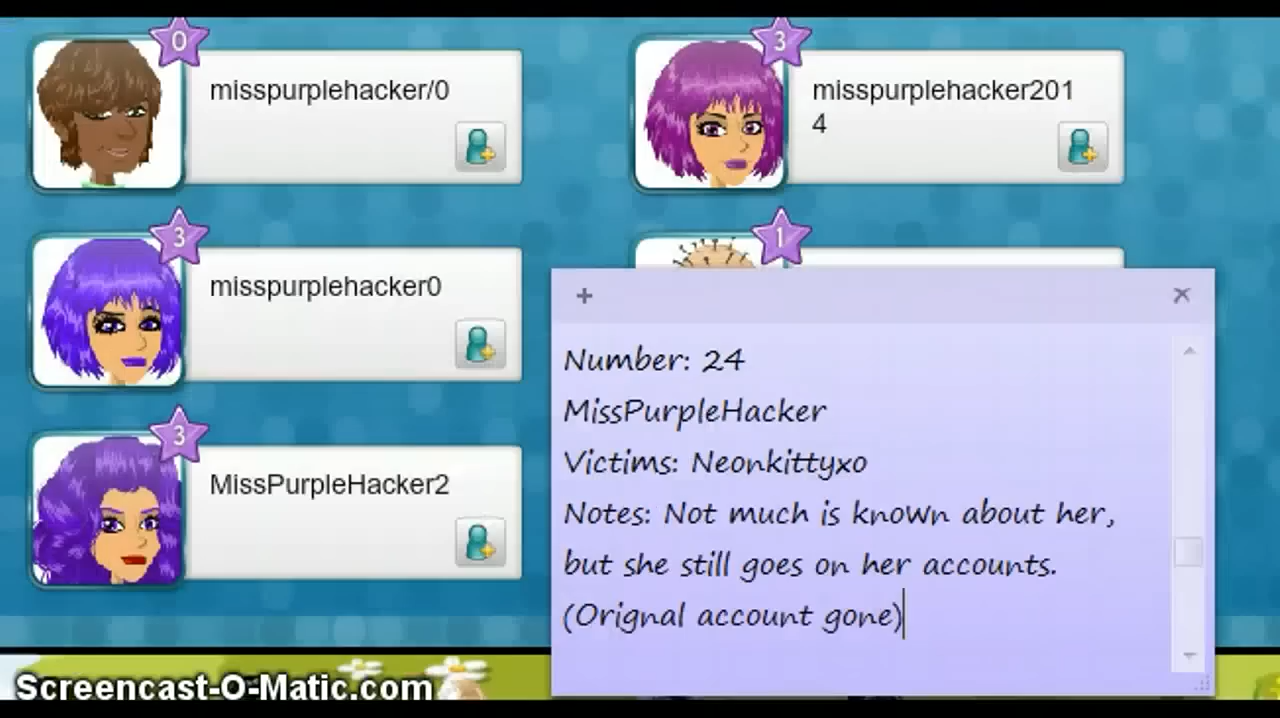 0
misspurplehacker/0
3
misspurplehacker201
4
3
misspurplehacker0
1
3
MissPurpleHacker2
+
×
Number: 24
MissPurpleHacker
Victims: Neonkittyxo
Notes: Not much is known about her,
but she still goes on her accounts.
(Orignal account gone)
Screencast-O-Matic.com